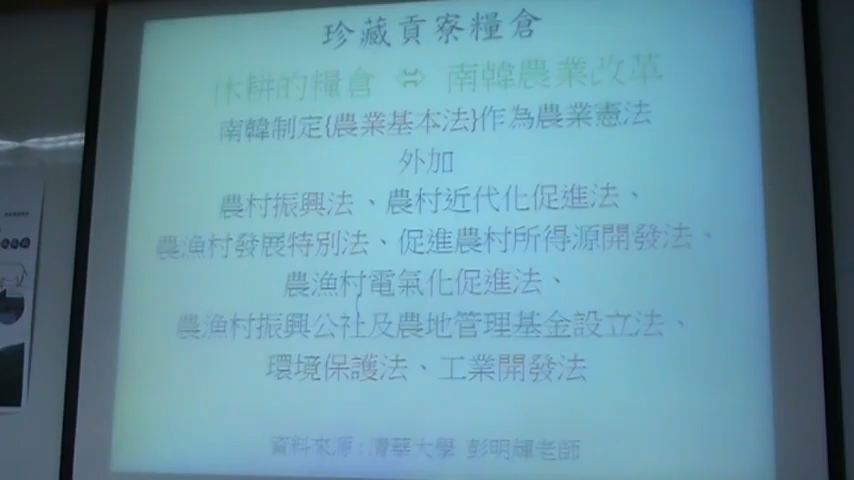 珍藏貢寮糧倉
休耕的糧倉 ⇔ 南韓農業改革
南韓制定{農業基本法}作為農業憲法
外加
農村振興法、農村近代化促進法、
農漁村發展特別法、促進農村所得源開發法、
農漁村電氣化促進法、
農漁村振興公社及農地管理基金設立法、
環境保護法、工業開發法
資料來源:清華大學 彭明輝老師